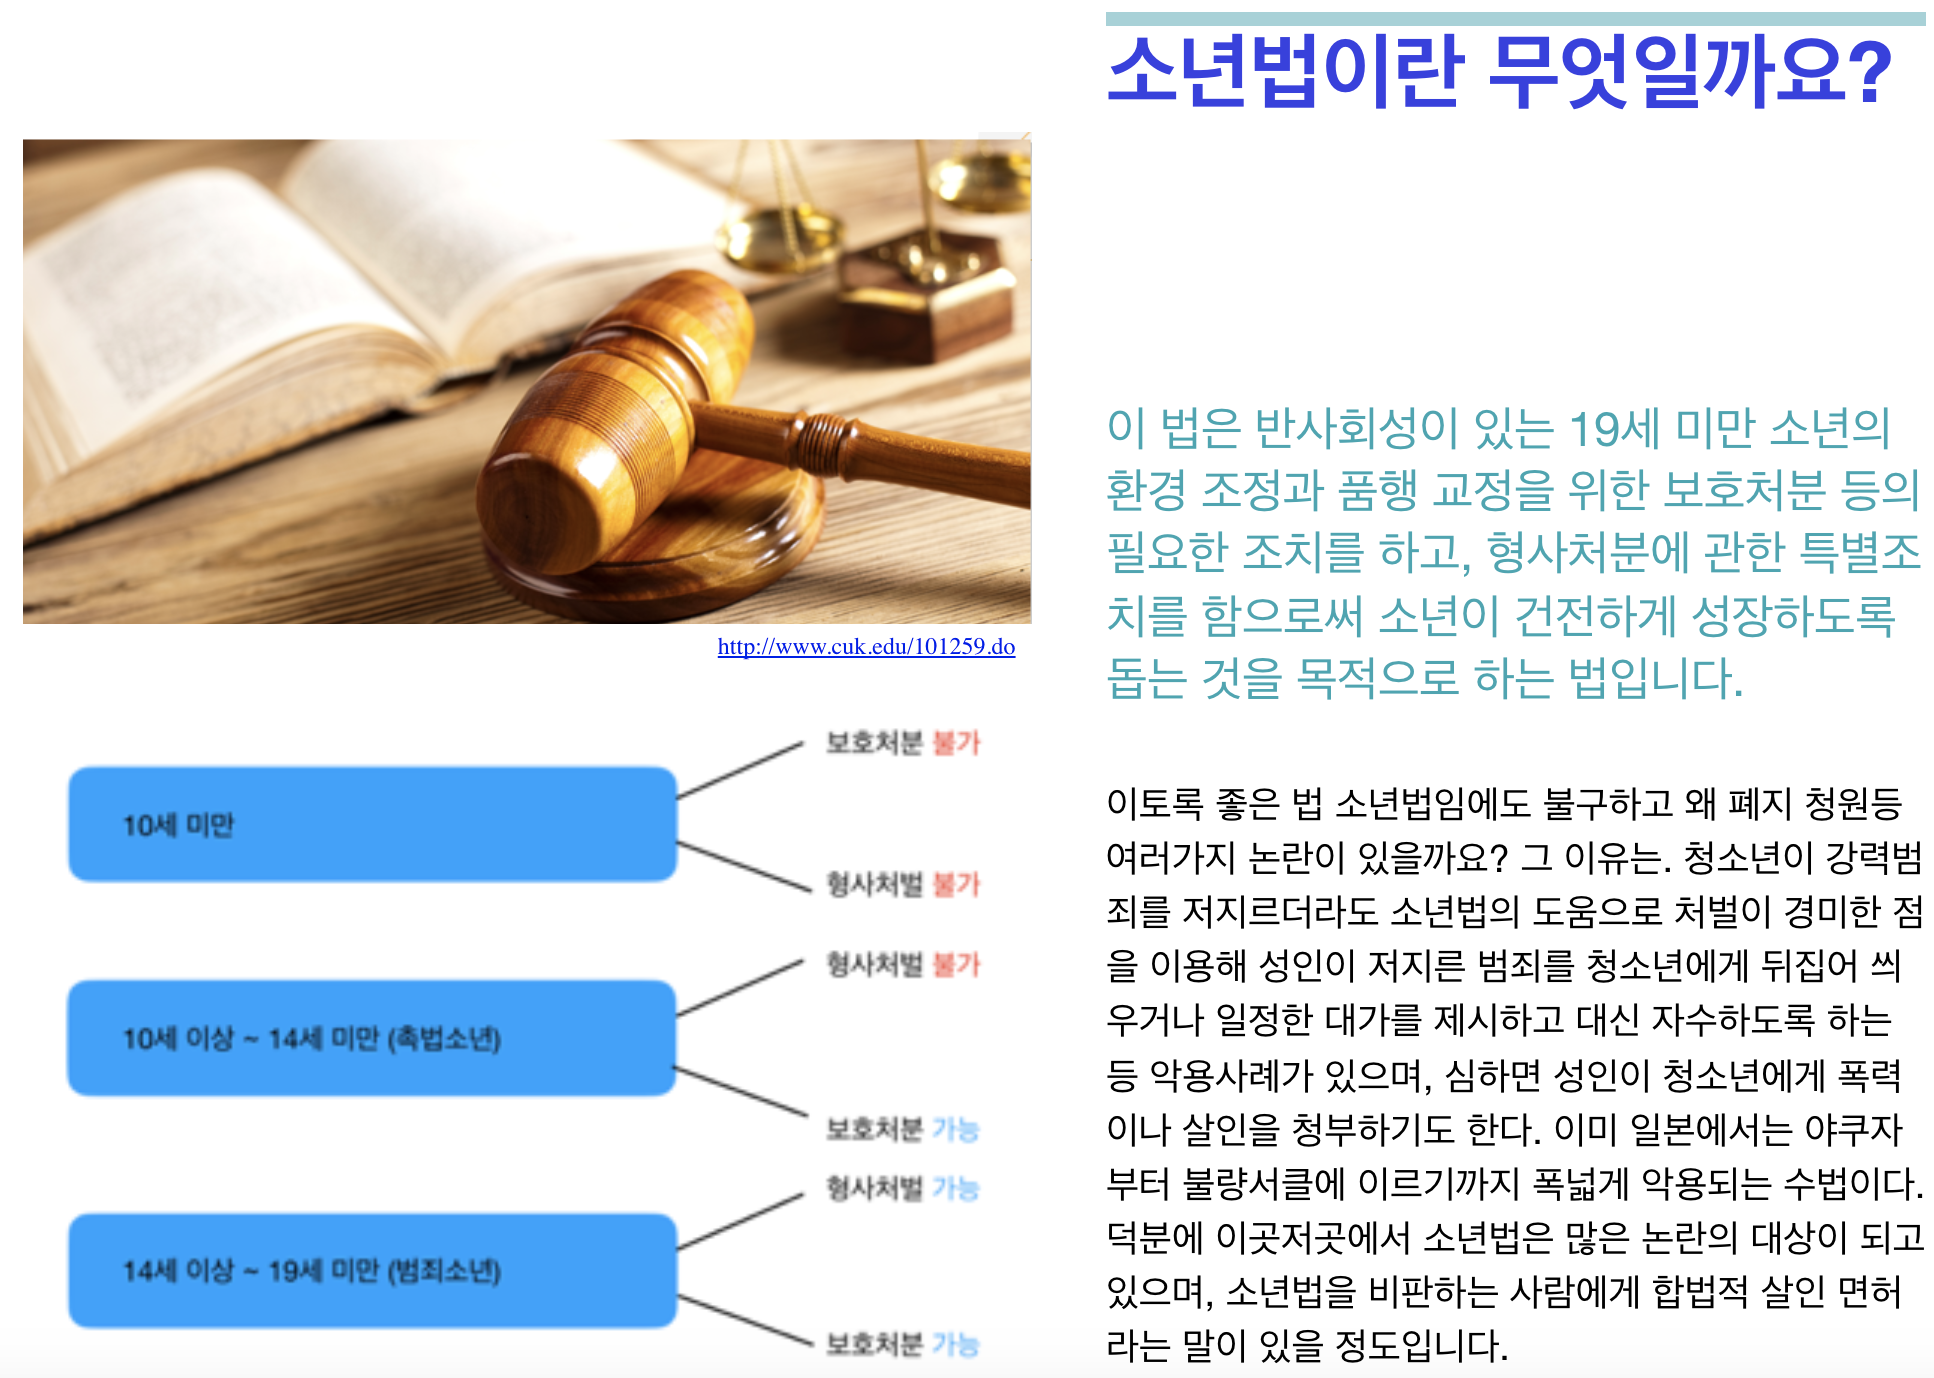 소년법이란 무엇일까요?
http://www.cuk.edu/101259.do
이 법은 반사회성이 있는 19세 미만 소년의
환경 조정과 품행 교정을 위한 보호처분 등의
필요한 조치를 하고, 형사처분에 관한 특별조
치를 함으로써 소년이 건전하게 성장하도록
돕는 것을 목적으로 하는 법입니다.
보호처분 불가
10세 미만
형사처벌 불가
형사처벌 불가
10세 이상 ~ 14세 미만 (촉법소년)
보호처분 가능
형사처벌 가능
14세 이상 ~ 19세 미만 (범죄소년)
보호처분 가능
이토록 좋은 법 소년법임에도 불구하고 왜 폐지 청원등
여러가지 논란이 있을까요? 그 이유는. 청소년이 강력범
죄를 저지르더라도 소년법의 도움으로 처벌이 경미한 점
을 이용해 성인이 저지른 범죄를 청소년에게 뒤집어 씌
우거나 일정한 대가를 제시하고 대신 자수하도록 하는
등 악용사례가 있으며, 심하면 성인이 청소년에게 폭력
이나 살인을 청부하기도 한다. 이미 일본에서는 야쿠자
부터 불량서클에 이르기까지 폭넓게 악용되는 수법이다.
덕분에 이곳저곳에서 소년법은 많은 논란의 대상이 되고
있으며, 소년법을 비판하는 사람에게 합법적 살인 면허
라는 말이 있을 정도입니다.